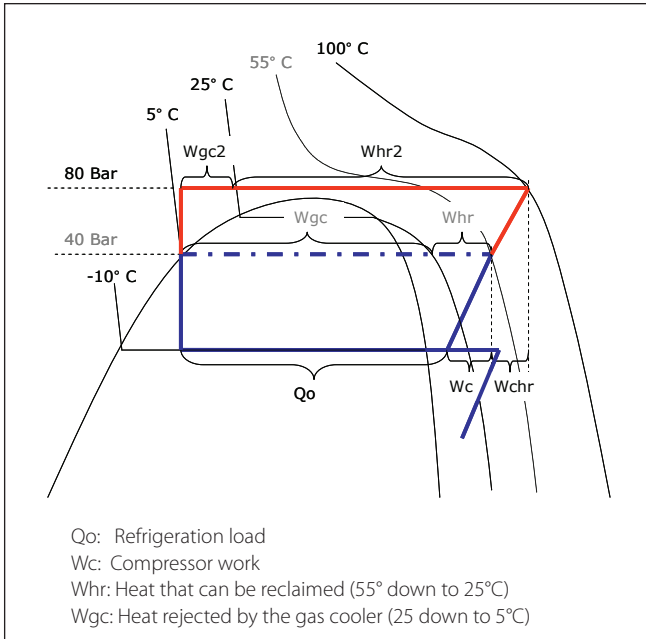 100° C
55° C
25° C
5° C
Wgc2
Whr2
80 Bar
Wgc
Whr
40 Bar
-10° C
Qo
Wc
Wchr
Qo: Refrigeration load
Wc: Compressor work
Whr: Heat that can be reclaimed (55° down to 25°C)
Wgc: Heat rejected by the gas cooler (25 down to 5°C)